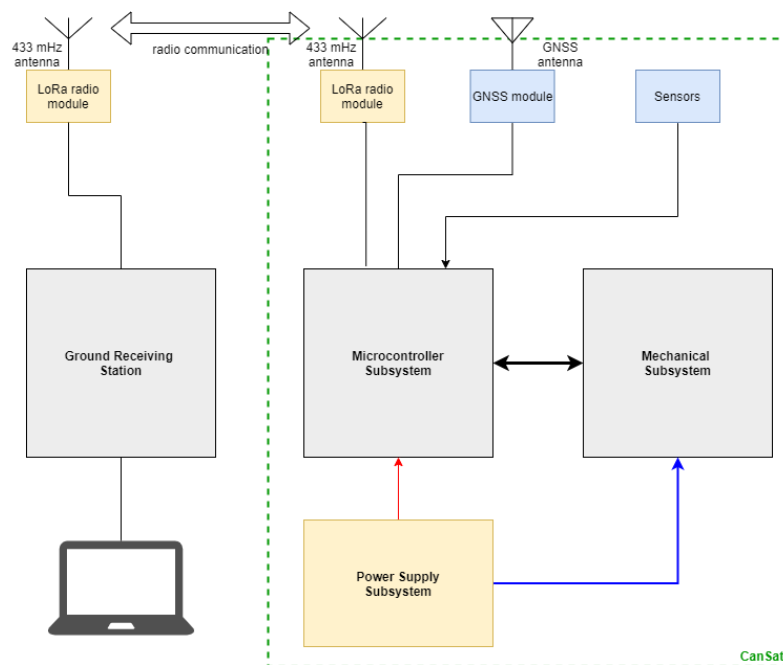 radio communication
433 mHz
antenna
433 mHz
antenna
GNSS
antenna
LoRa radio
module
LoRa radio
module
GNSS module
Sensors
Ground Receiving
Station
Microcontroller
Subsystem
Mechanical
Subsystem
Power Supply
Subsystem
CanSat